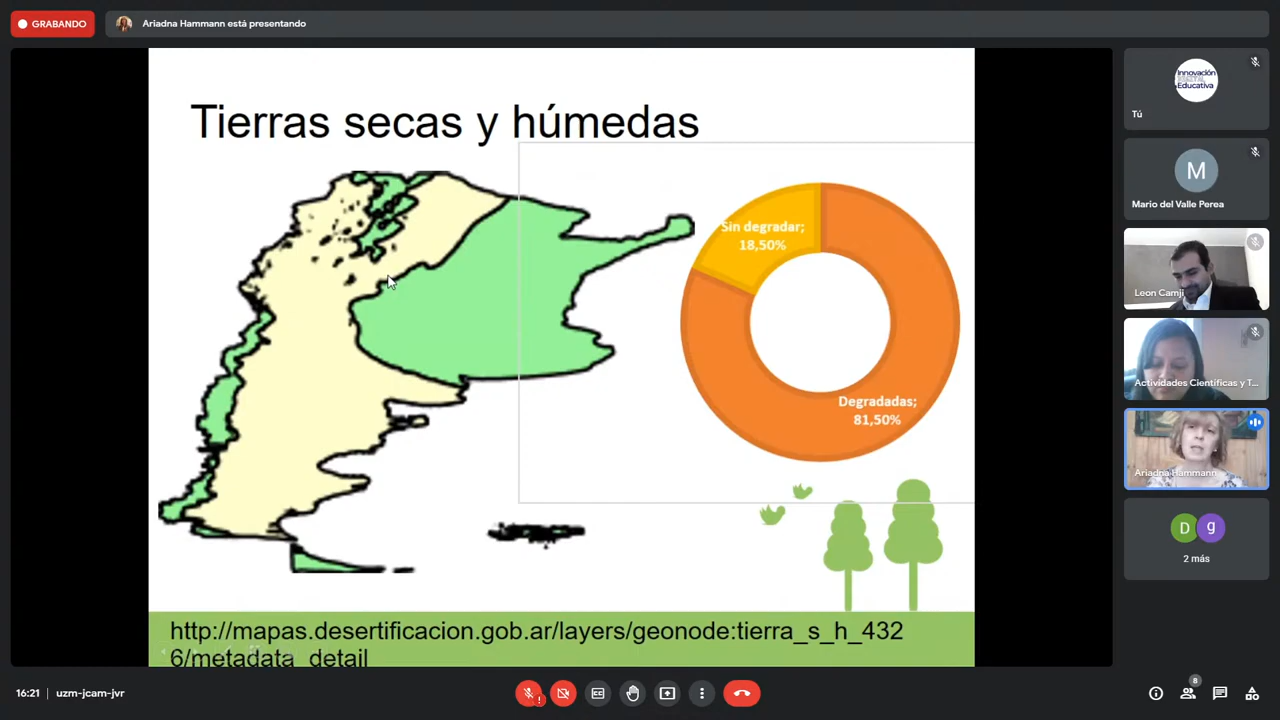 GRABANDO
Ariadna Hammann está presentando
Tierras secas y húmedas
Sin degradar;
18,50%
Degradadas;
81,50%
http://mapas.desertificacion.gob.ar/layers/geonode:tierra_s_h_432
6/metadata_detail
Innovación
Educativa
Tú
M
Mario del Valle Perea
Leon Camji
Actividades Científicas y T...
Ariadna Hammann
D
g
2 más
16:21 | uzm-jcam-jvr
8